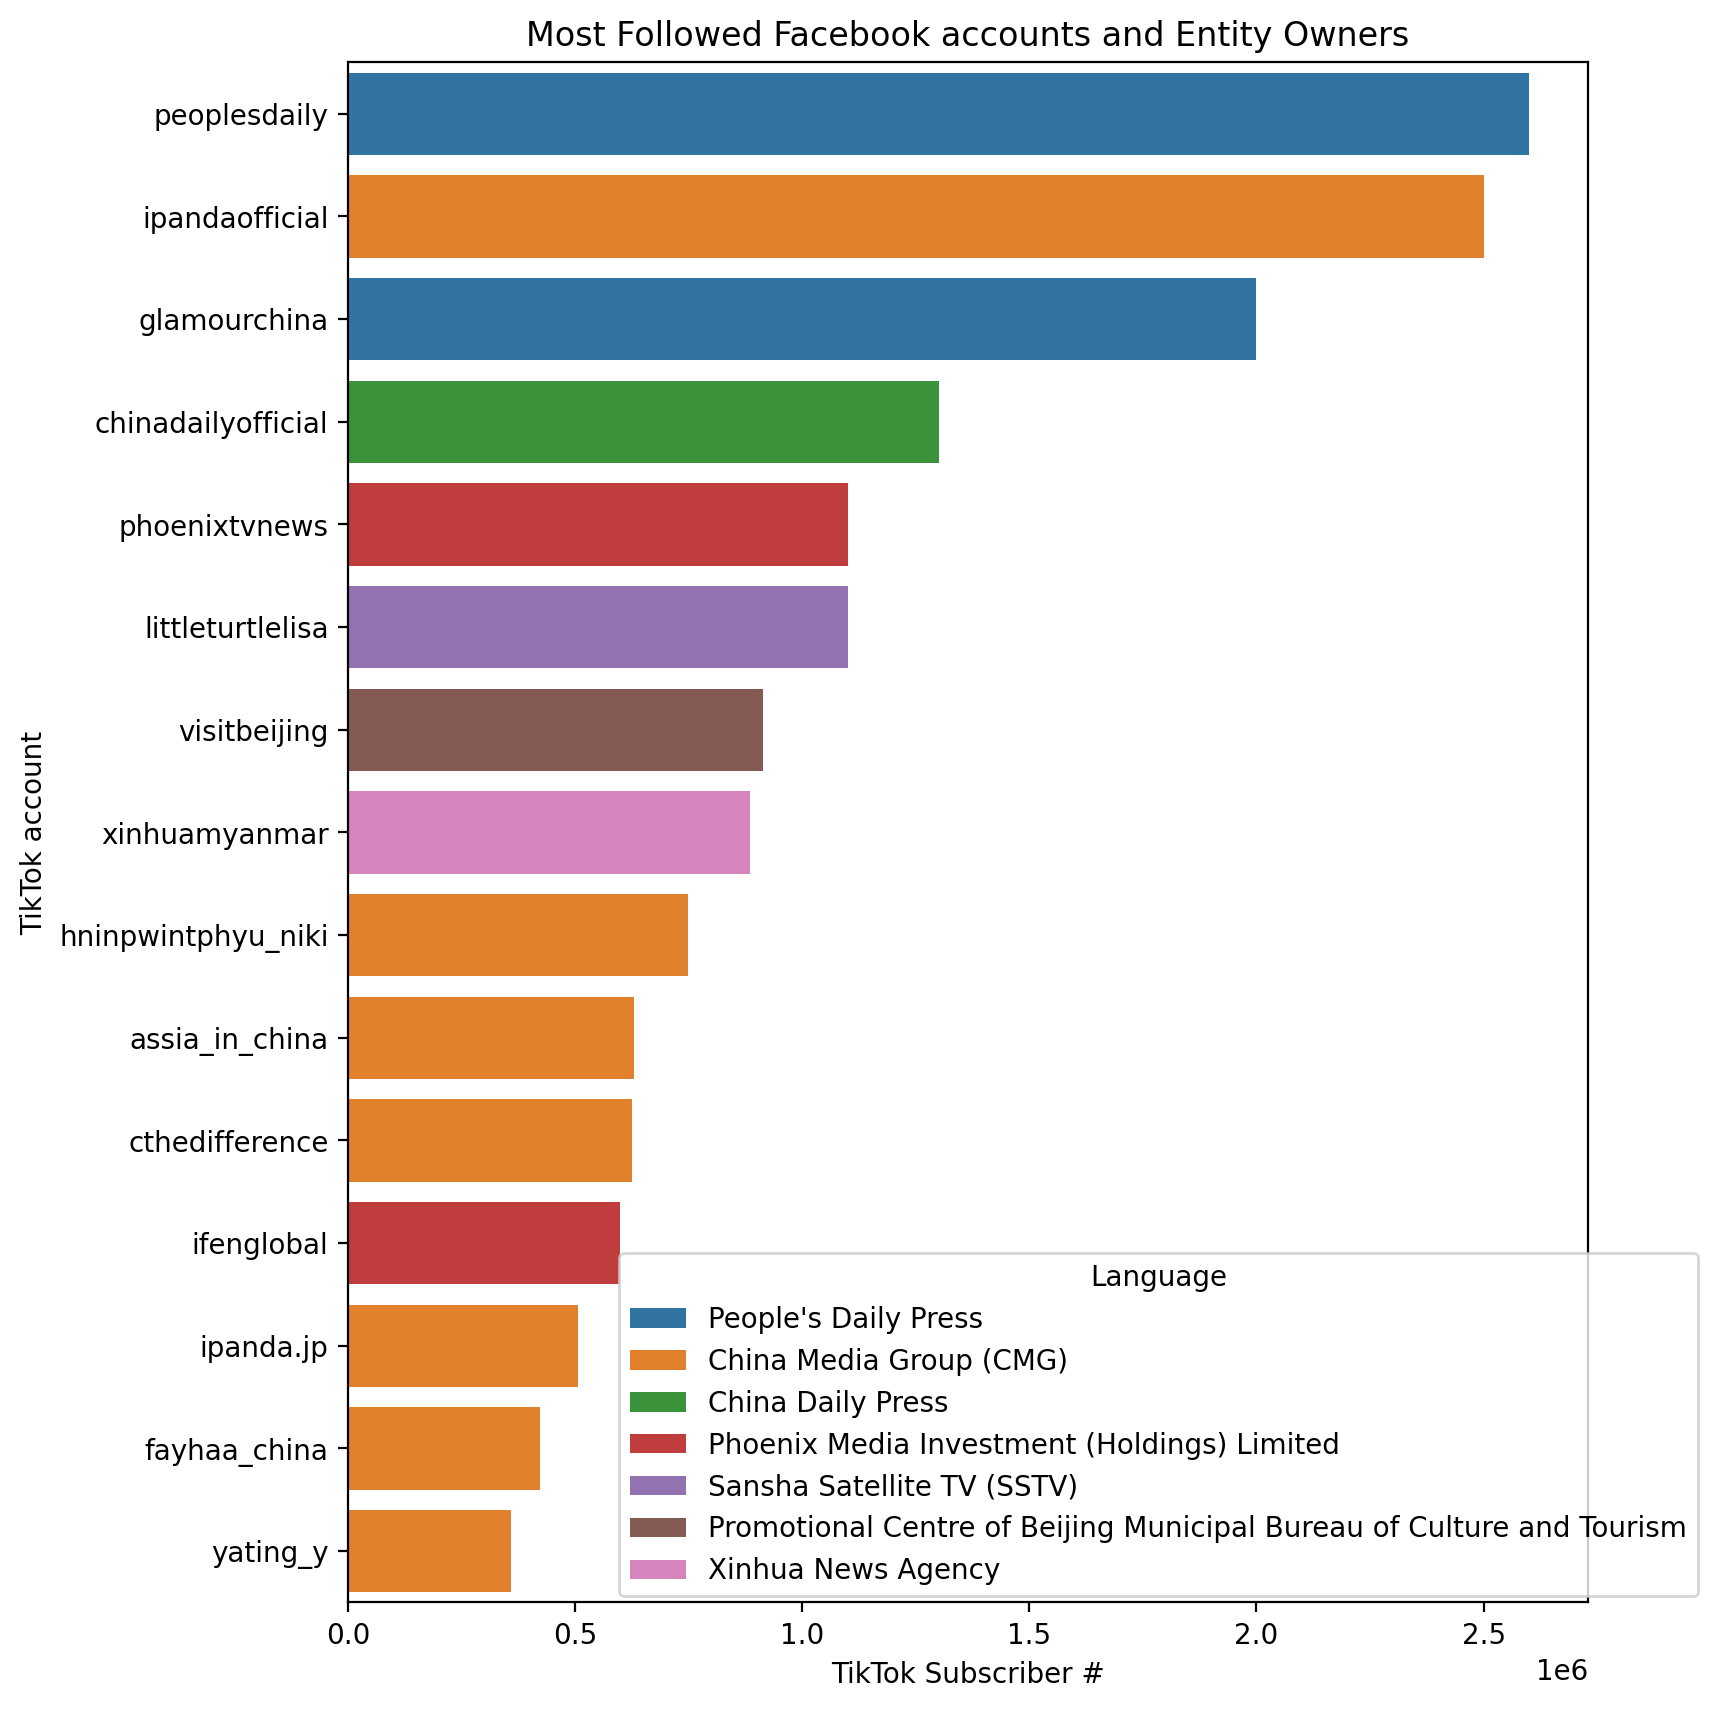 Most Followed Facebook accounts and Entity Owners
peoplesdaily
ipandaofficial
glamourchina
chinadailyofficial
phoenixtvnews
littleturtlelisa
visitbeijing
xinhuamyanmar
hninpwintphyu_niki
assia_in_china
cthedifference
ifenglobal
ipanda.jp
fayhaa_china
yating_y
TikTok account
Language
People's Daily Press
China Media Group (CMG)
China Daily Press
Phoenix Media Investment (Holdings) Limited
Sansha Satellite TV (SSTV)
Promotional Centre of Beijing Municipal Bureau of Culture and Tourism
Xinhua News Agency
0.0 0.5 1.0 1.5 2.0 2.5
TikTok Subscriber #
1e6